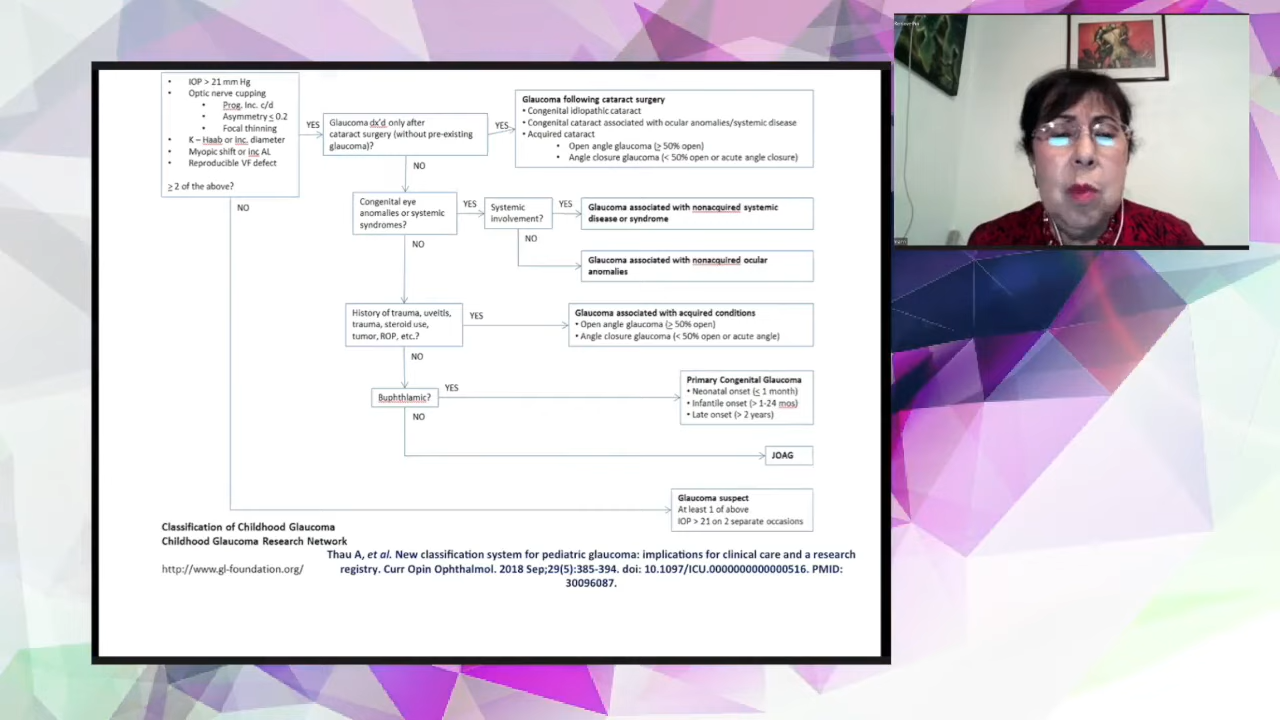 • IOP > 21 mm Hg
• Optic nerve cupping
• Prog. Inc. c/d
• Asymmetry < 0.2
• Focal thinning
• K – Haab or inc. diameter
• Myopic shift or inc AL
• Reproducible VF defect
≥ 2 of the above?
YES
Glaucoma dx'd only after
cataract surgery (without pre-existing
glaucoma)?
YES
Glaucoma following cataract surgery
• Congenital idiopathic cataract
• Congenital cataract associated with ocular anomalies/systemic disease
• Acquired cataract
• Open angle glaucoma (≥ 50% open)
• Angle closure glaucoma (< 50% open or acute angle closure)
NO
NO
Congenital eye
anomalies or systemic
syndromes?
YES
Systemic
involvement?
YES
Glaucoma associated with nonacquired systemic
disease or syndrome
NO
NO
Glaucoma associated with nonacquired ocular
anomalies
History of trauma, uveitis,
trauma, steroid use,
tumor, ROP, etc.?
YES
Glaucoma associated with acquired conditions
• Open angle glaucoma (≥ 50% open)
• Angle closure glaucoma (< 50% open or acute angle)
NO
Buphthlamic?
YES
Primary Congenital Glaucoma
• Neonatal onset (≤ 1 month)
• Infantile onset (> 1-24 mos)
• Late onset (> 2 years)
NO
JOAG
Glaucoma suspect
At least 1 of above
IOP > 21 on 2 separate occasions
Classification of Childhood Glaucoma
Childhood Glaucoma Research Network
http://www.gl-foundation.org/
Thau A, et al. New classification system for pediatric glaucoma: implications for clinical care and a research
registry. Curr Opin Ophthalmol. 2018 Sep;29(5):385-394. doi: 10.1097/ICU.0000000000000516. PMID:
30096087.